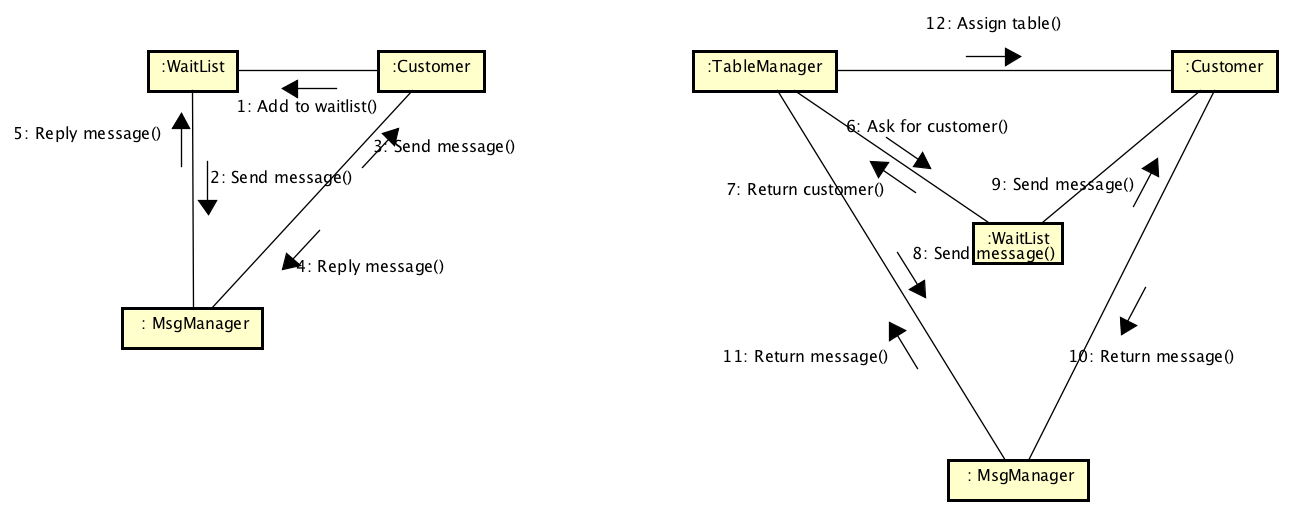 12: Assign table()
:WaitList
:Customer
:TableManager
:Customer
1: Add to waitlist()
5: Reply message()
3: Send message()
2: Send message()
4: Reply message()
: MsgManager
6: Ask for customer()
7: Return customer()
9: Send message()
:WaitList
8: Send message()
11: Return message()
10: Return message()
: MsgManager